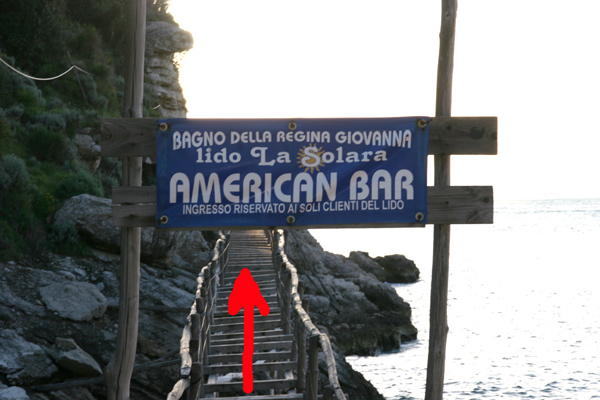 BAGNO DELLA REGINA GIOVANNA
lido La Solara
AMERICAN BAR
INGRESSO RISERVATO AI SOLI CLIENTI DEL LIDO